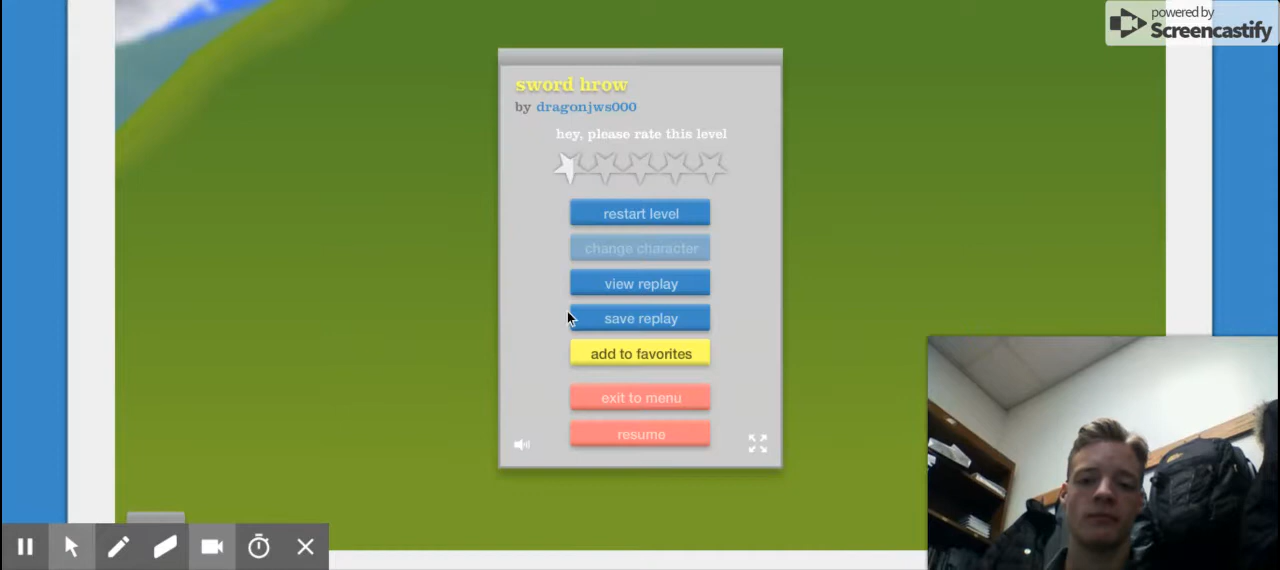 powered by
Screencastify
sword hrow
by dragonjws000
hey, please rate this level
restart level
change character
view replay
save replay
add to favorites
exit to menu
resume